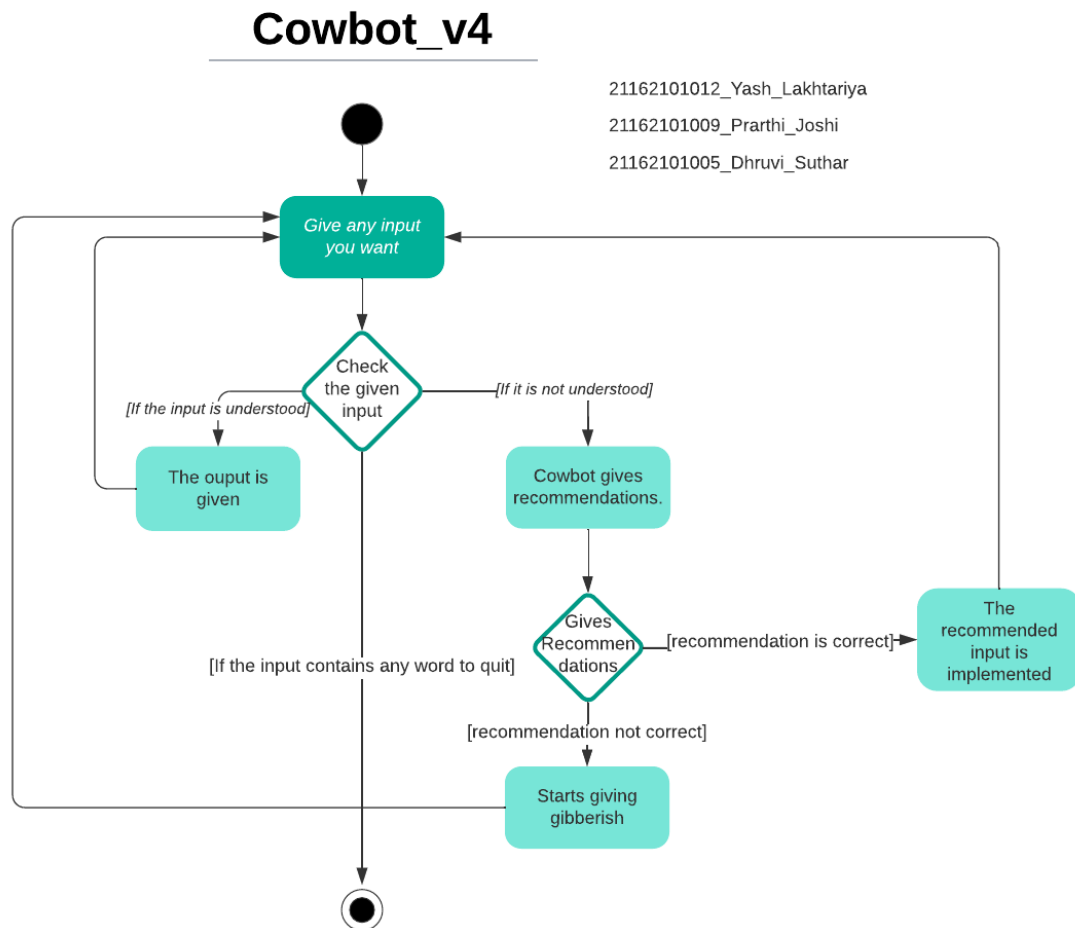 Cowbot_v4
21162101012_Yash_Lakhtariya
21162101009_Prarthi_Joshi
21162101005_Dhruvi_Suthar
Give any input
you want
Check
the given
input
[If the input is understood]
[If it is not understood]
The ouput is
given
Cowbot gives
recommendations.
Gives
Recommen
dations
[recommendation is correct]
The
recommended
input is
implemented
[If the input contains any word to quit]
[recommendation not correct]
Starts giving
gibberish